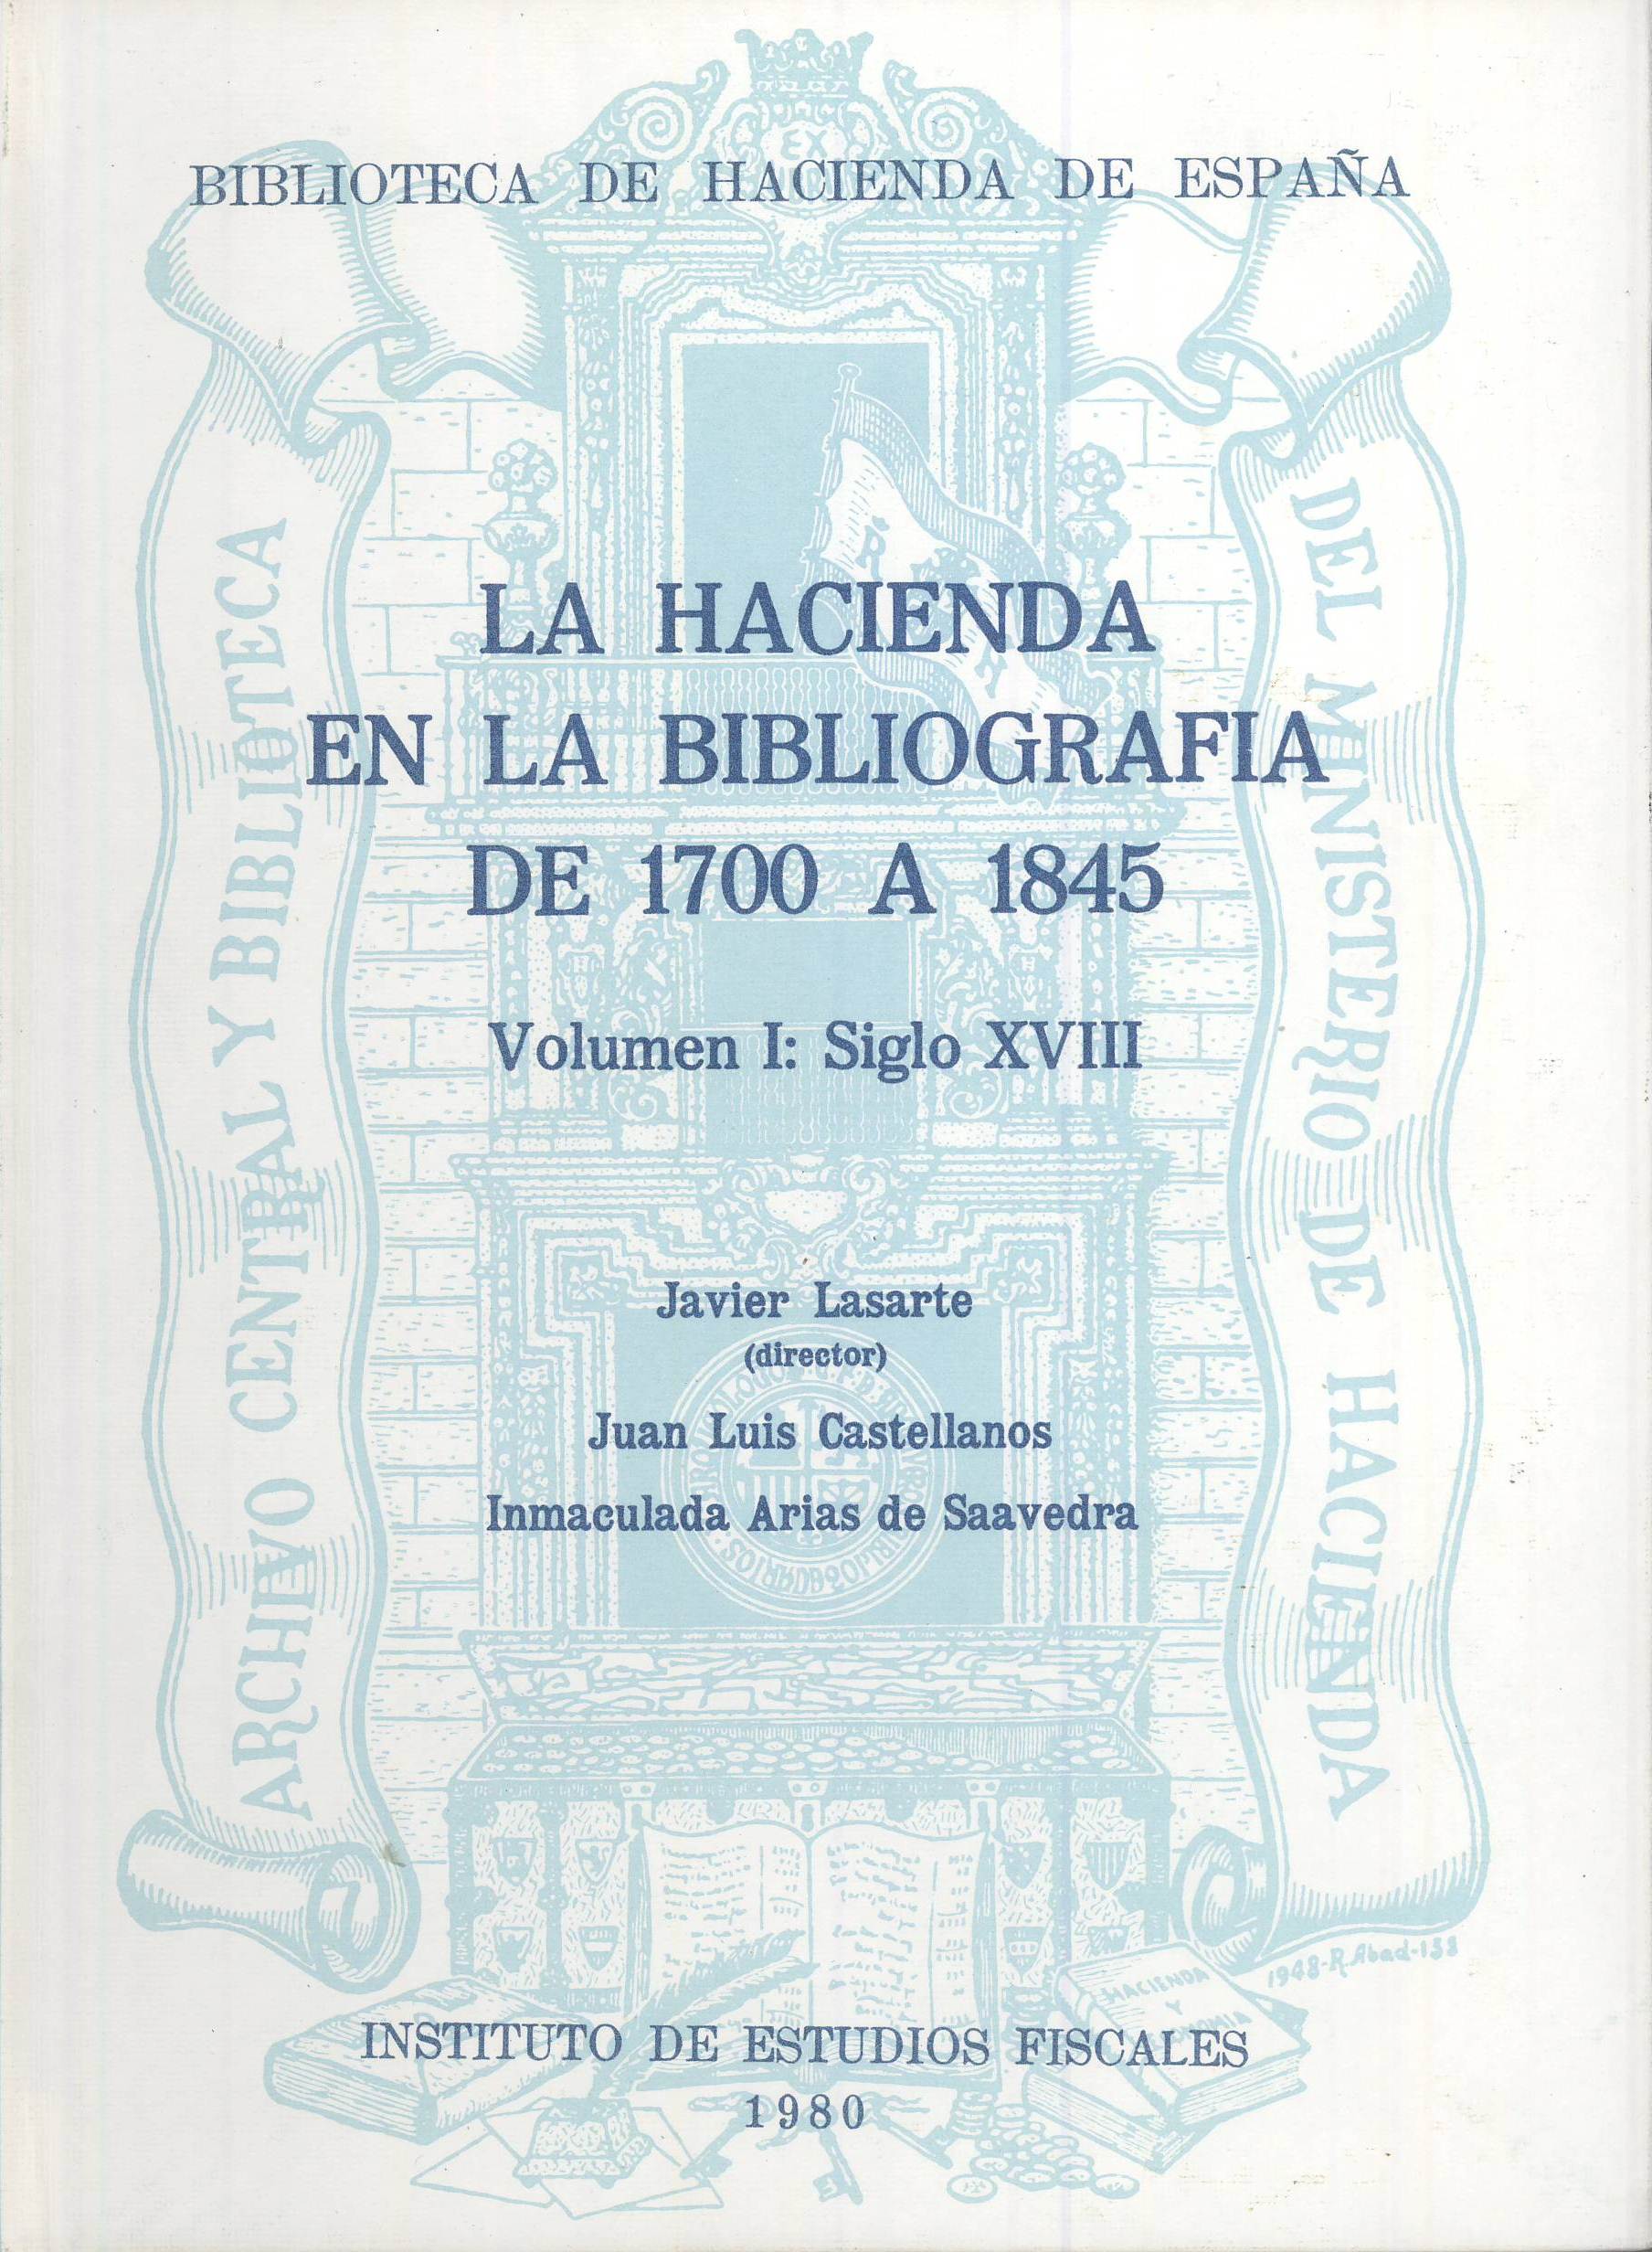 EX
BIBLIOTECA DE HACIENDA DE ESPAÑA
ARCHIVO CENTRAL Y BIBLIOTECA
DEL MINISTERIO DE HACIENDA
LA HACIENDA
EN LA BIBLIOGRAFIA
DE 1700 A 1845
Volumen I: Siglo XVIII
Javier Lasarte
(director)
Juan Luis Castellanos
Inmaculada Arias de Saavedra
1948-R.Abad-158
HACIENDA
Y
INSTITUTO DE ESTUDIOS FISCALES
1980